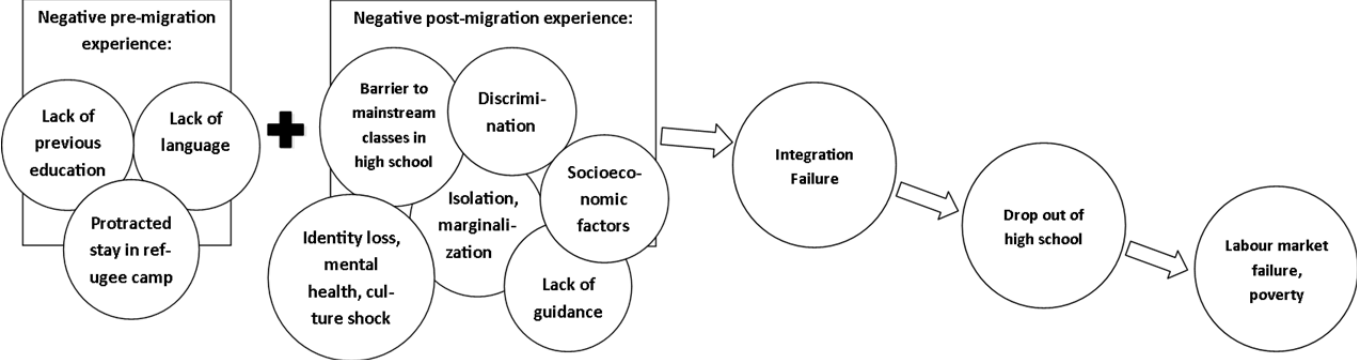 Negative pre-migration
experience:
Lack of
previous
education
Lack of
language
Protracted
stay in ref-
ugee camp
Negative post-migration experience:
Barrier to
mainstream
classes in
high school
Discrimi-
nation
Socioeco-
nomic
factors
Isolation,
marginali-
zation
Identity loss,
mental
health, cul-
ture shock
Lack of
guidance
Integration
Failure
Drop out of
high school
Labour market
failure,
poverty